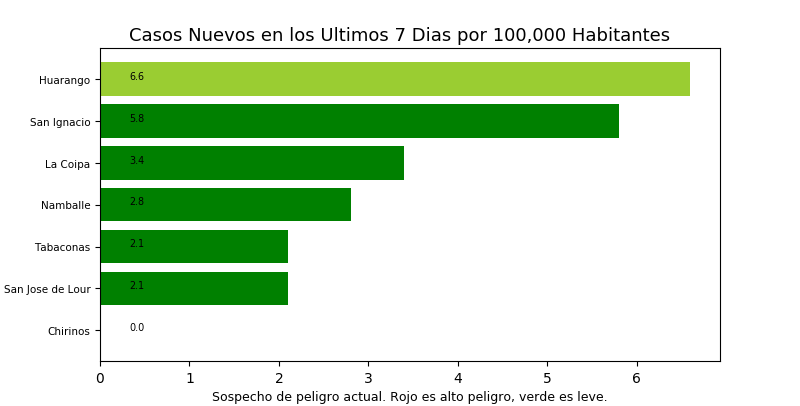 Casos Nuevos en los Ultimos 7 Dias por 100,000 Habitantes
Huarango 6.6
San Ignacio 5.8
La Coipa 3.4
Namballe 2.8
Tabaconas 2.1
San Jose de Lour 2.1
Chirinos 0.0
0 1 2 3 4 5 6
Sospecho de peligro actual. Rojo es alto peligro, verde es leve.